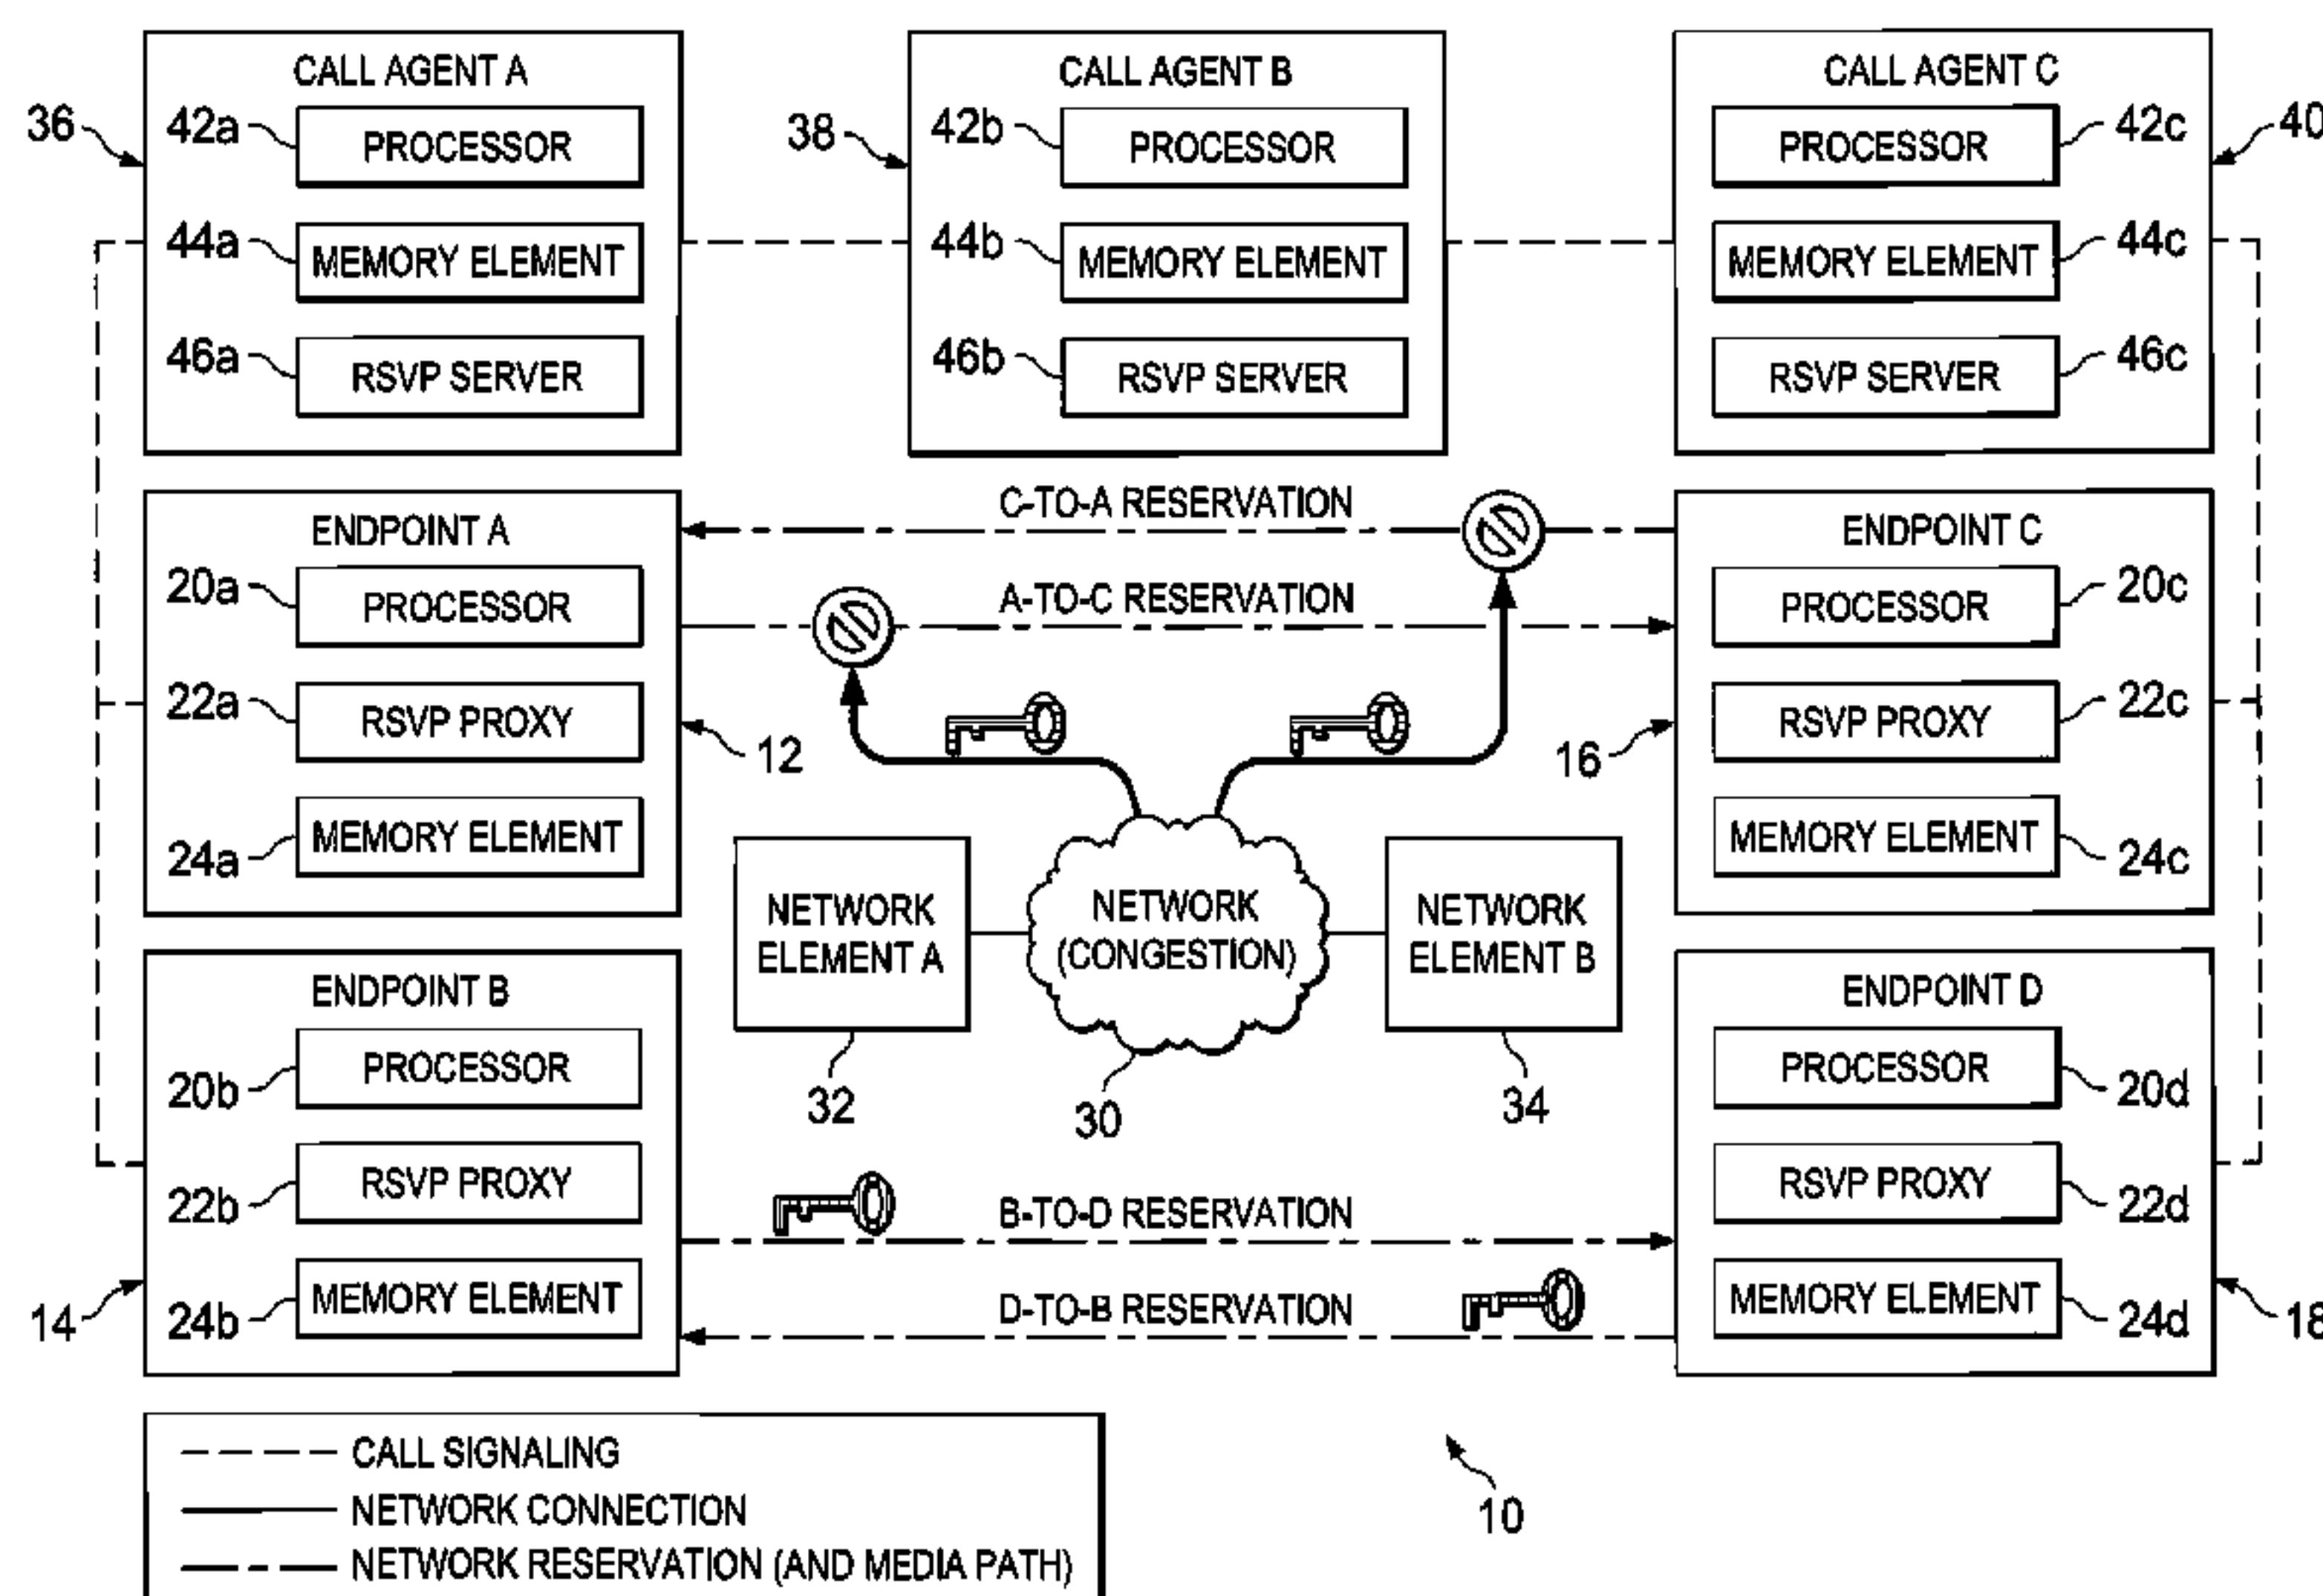 CALL AGENT A
36
42a
PROCESSOR
44a
MEMORY ELEMENT
46a
RSVP SERVER
CALL AGENT B
38
42b
PROCESSOR
44b
MEMORY ELEMENT
46b
RSVP SERVER
CALL AGENT C
PROCESSOR
42c
40
MEMORY ELEMENT
44c
RSVP SERVER
46c
ENDPOINT A
20a
PROCESSOR
22a
RSVP PROXY
12
24a
MEMORY ELEMENT
C-TO-A RESERVATION
A-TO-C RESERVATION
ENDPOINT C
PROCESSOR
20c
16
RSVP PROXY
22c
MEMORY ELEMENT
24c
NETWORK
ELEMENT A
32
NETWORK
(CONGESTION)
30
NETWORK
ELEMENT B
34
ENDPOINT B
20b
PROCESSOR
22b
RSVP PROXY
14
24b
MEMORY ELEMENT
B-TO-D RESERVATION
D-TO-B RESERVATION
ENDPOINT D
PROCESSOR
20d
RSVP PROXY
22d
MEMORY ELEMENT
24d
18
CALL SIGNALING
NETWORK CONNECTION
NETWORK RESERVATION (AND MEDIA PATH)
10